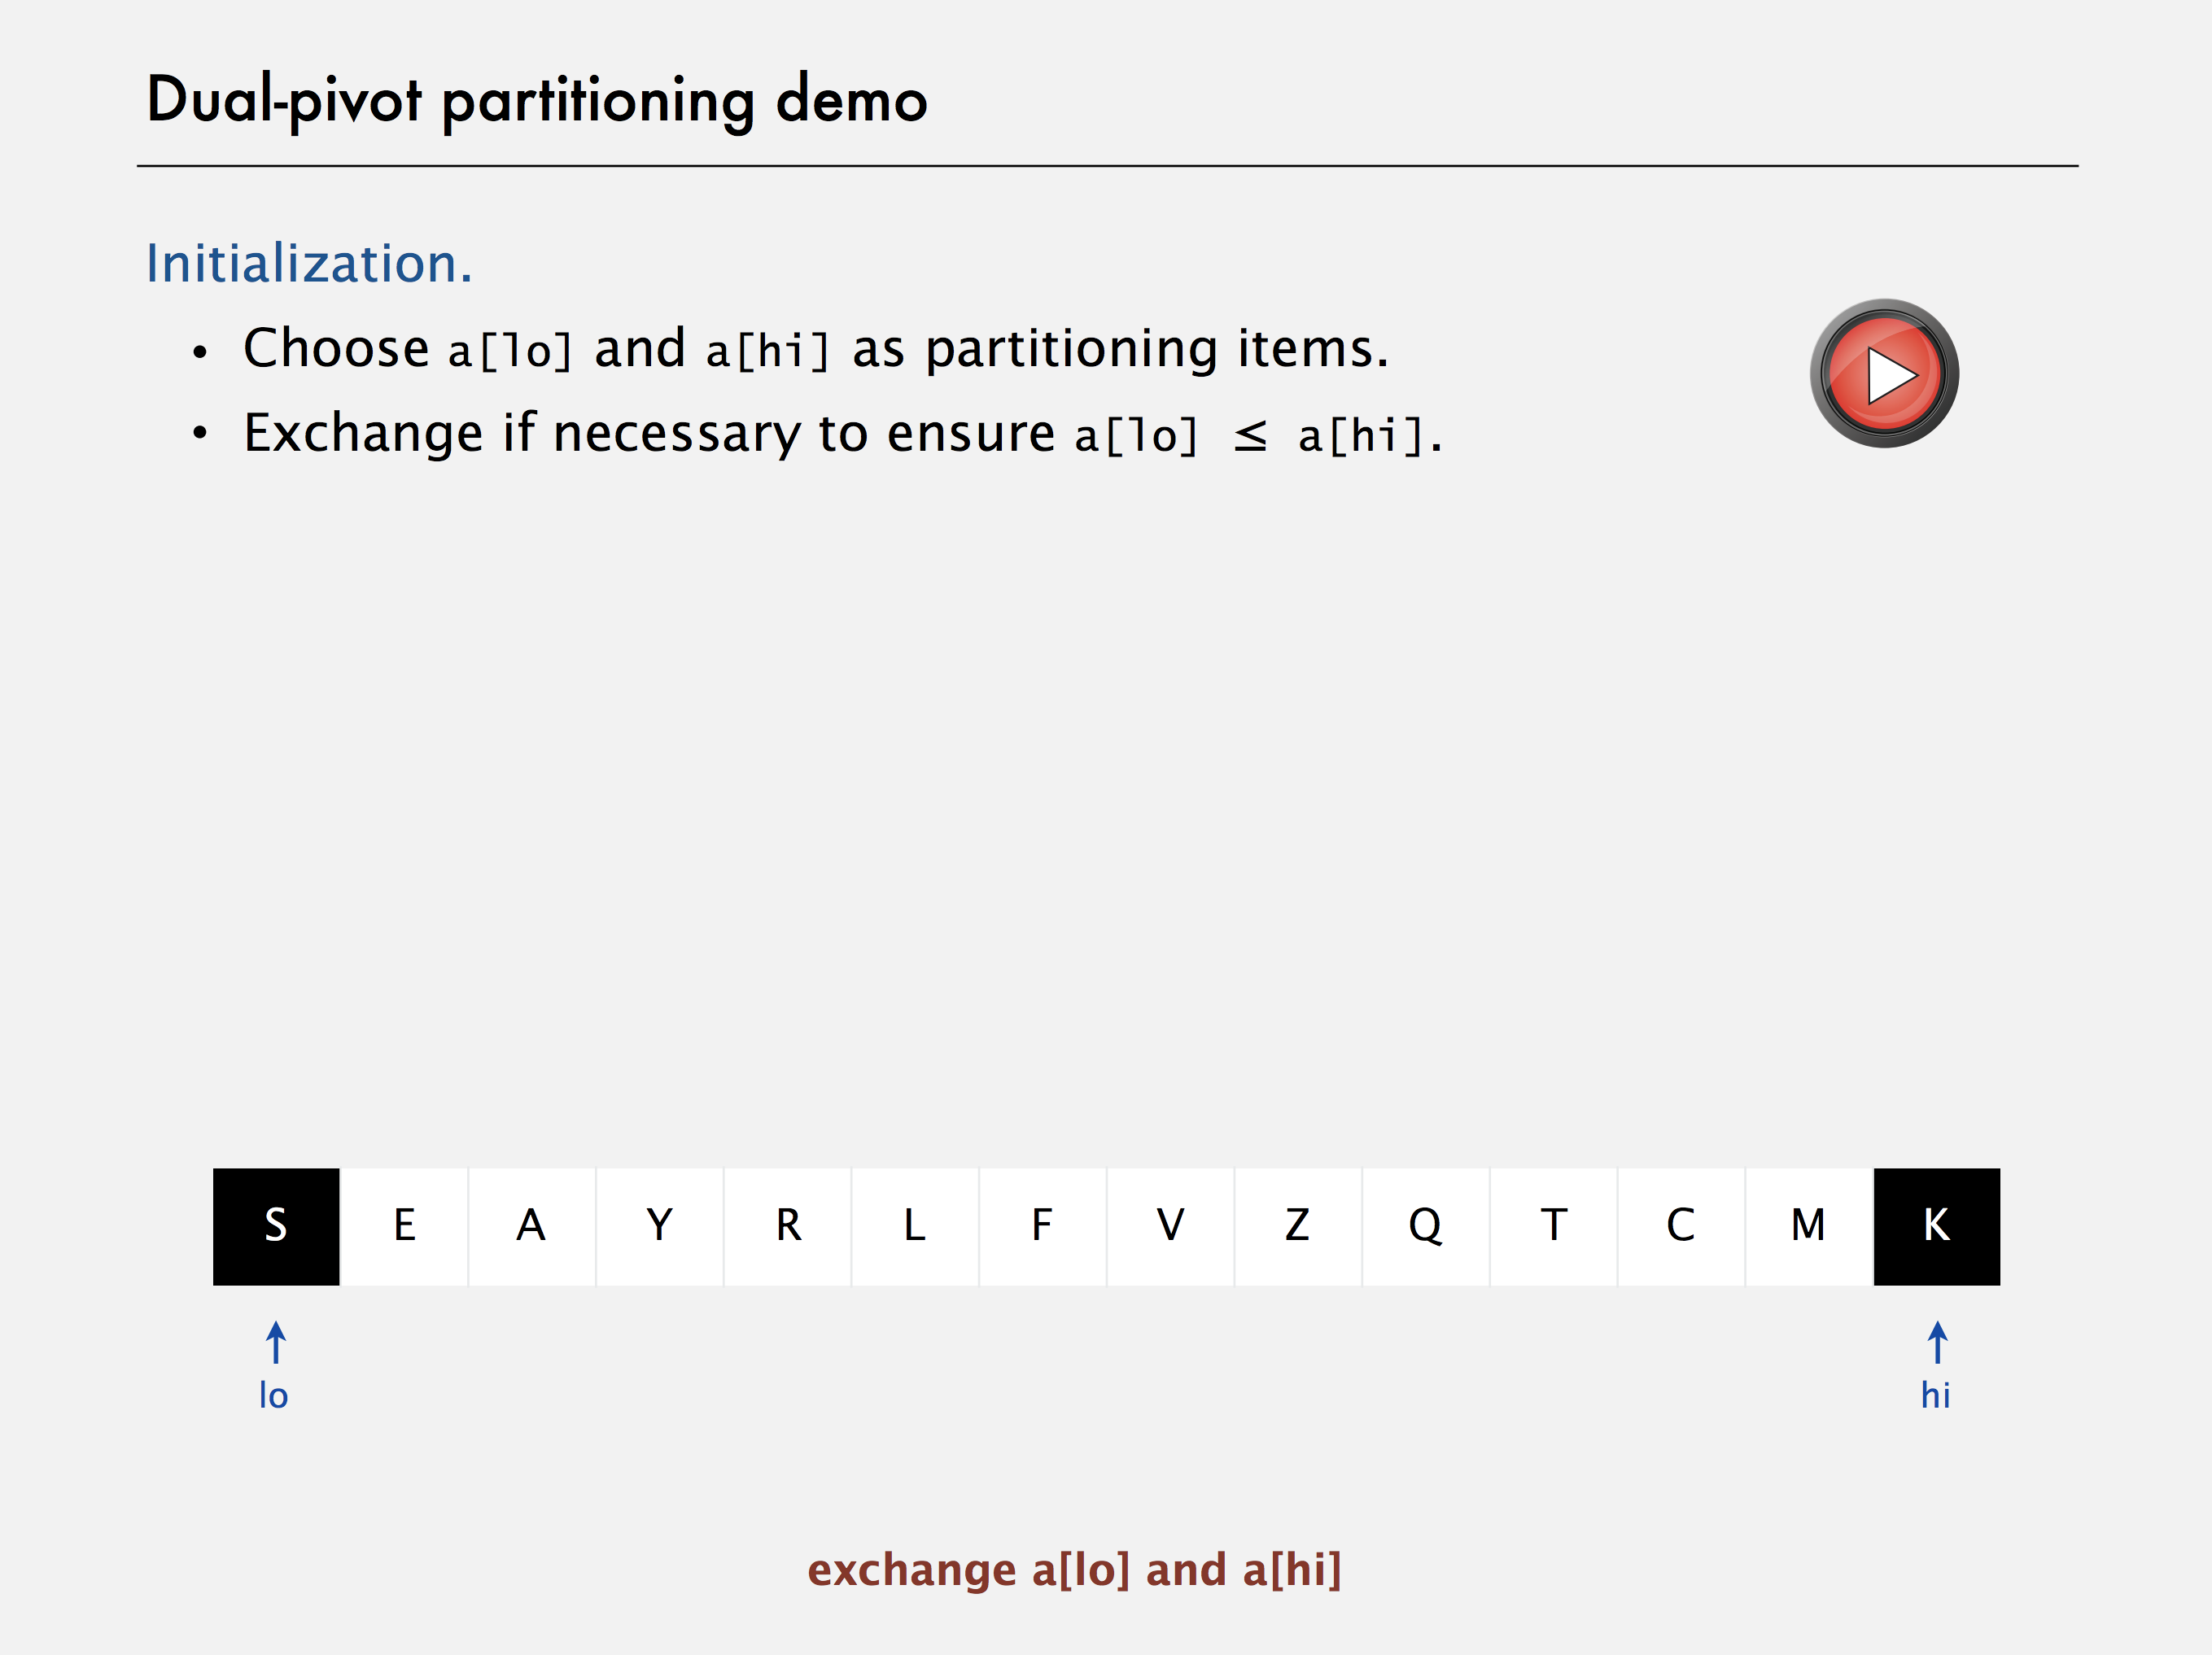 Dual-pivot partitioning demo
Initialization.
• Choose a[lo] and a[hi] as partitioning items.
• Exchange if necessary to ensure a[lo] ≤ a[hi].
S E A Y R L F V Z Q T C M K
lo hi
exchange a[lo] and a[hi]